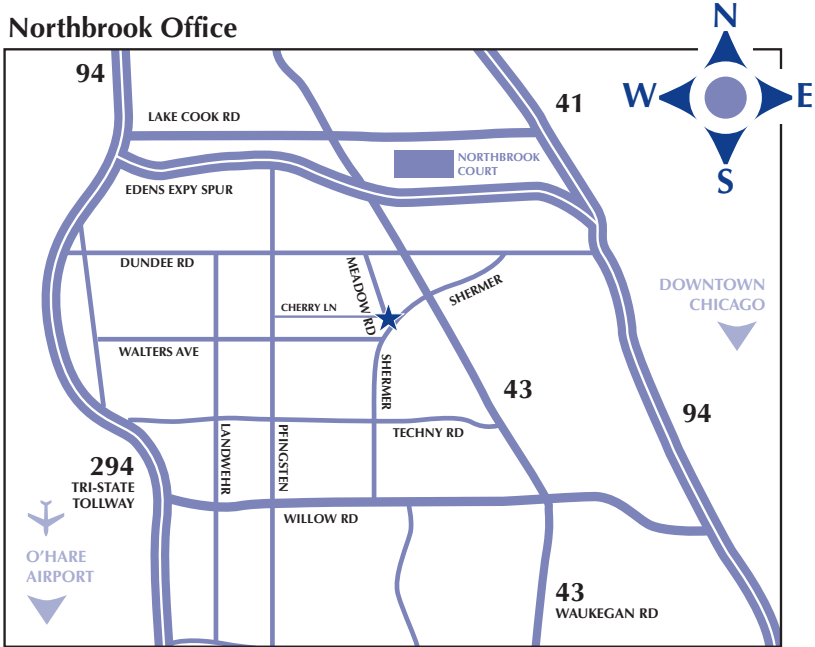 Northbrook Office
N
W
E
S
94
41
LAKE COOK RD
NORTHBROOK
COURT
EDENS EXPY SPUR
DUNDEE RD
MEADOW RD
SHERMER
DOWNTOWN
CHICAGO
CHERRY LN
WALTERS AVE
SHERMER
43
94
LANDWEHR
PFINGSTEN
TECHNY RD
294
TRI-STATE
TOLLWAY
WILLOW RD
O'HARE
AIRPORT
43
WAUKEGAN RD